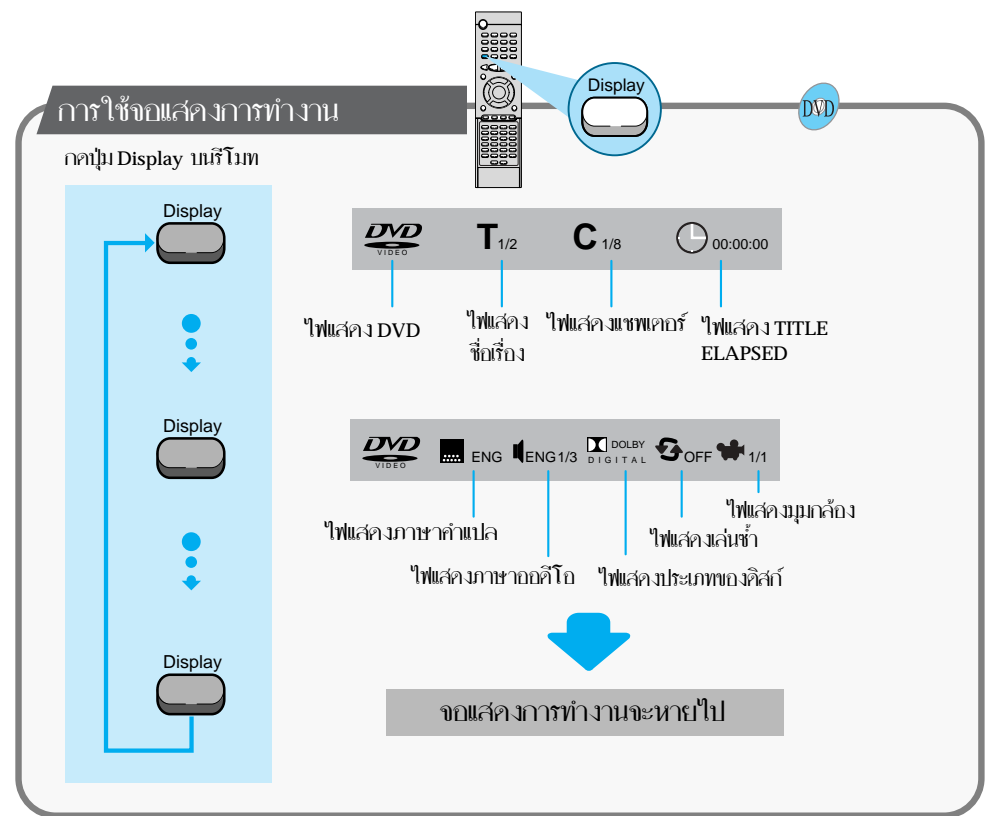 Display
การใช้จอแสดงการทำงาน
DVD
กดปุ่ม Display บนรีโมท
Display
DVD VIDEO T 1/2 C 1/8 00:00:00
ไฟแสดง DVD
ไฟแสดง
ชื่อเรื่อง
ไฟแสดงแชพเตอร์
ไฟแสดง TITLE
ELAPSED
Display
DVD VIDEO ENG ENG 1/3 DOLBY DIGITAL OFF 1/1
ไฟแสดงมุมกล้อง
ไฟแสดงภาษาคำแปล
ไฟแสดงเล่นซ้ำ
ไฟแสดงภาษาออดีโอ
ไฟแสดงประเภทของดิสก์
Display
จอแสดงการทำงานจะหายไป